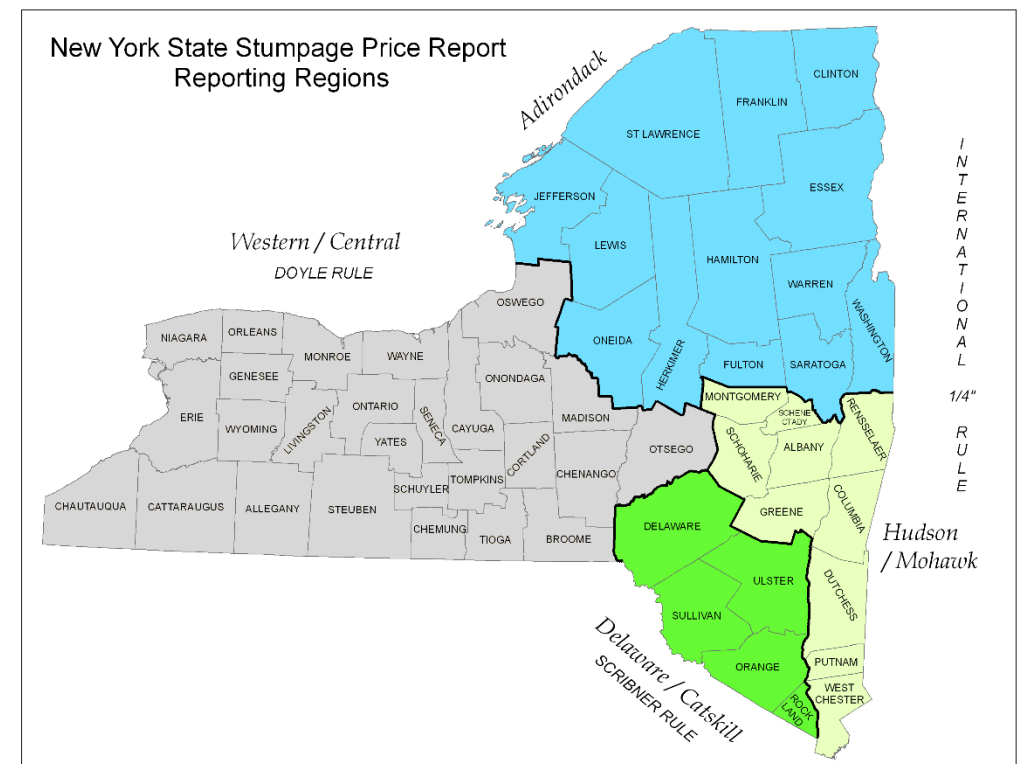 New York State Stumpage Price Report
Reporting Regions
Adirondack
CLINTON
FRANKLIN
ST LAWRENCE
ESSEX
JEFFERSON
LEWIS
HAMILTON
WARREN
WASHINGTON
ONEIDA
HERKIMER
FULTON
SARATOGA
INTERNATIONAL
1/4"
RULE
Western / Central
DOYLE RULE
OSWEGO
NIAGARA
ORLEANS
MONROE
WAYNE
GENESEE
ONONDAGA
ERIE
WYOMING
LIVINGSTON
ONTARIO
SENECA
CAYUGA
MADISON
YATES
CORTLAND
OTSEGO
CHENANGO
TOMPKINS
SCHUYLER
CHAUTAUQUA
CATTARAUGUS
ALLEGANY
STEUBEN
CHEMUNG
TIOGA
BROOME
MONTGOMERY
SCHENE
CTADY
RENSSELAER
SCHOHARIE
ALBANY
GREENE
COLUMBIA
Hudson
/ Mohawk
DUTCHESS
PUTNAM
WEST
CHESTER
DELAWARE
ULSTER
SULLIVAN
ORANGE
ROCK
LAND
Delaware / Catskill
SCRIBNER RULE